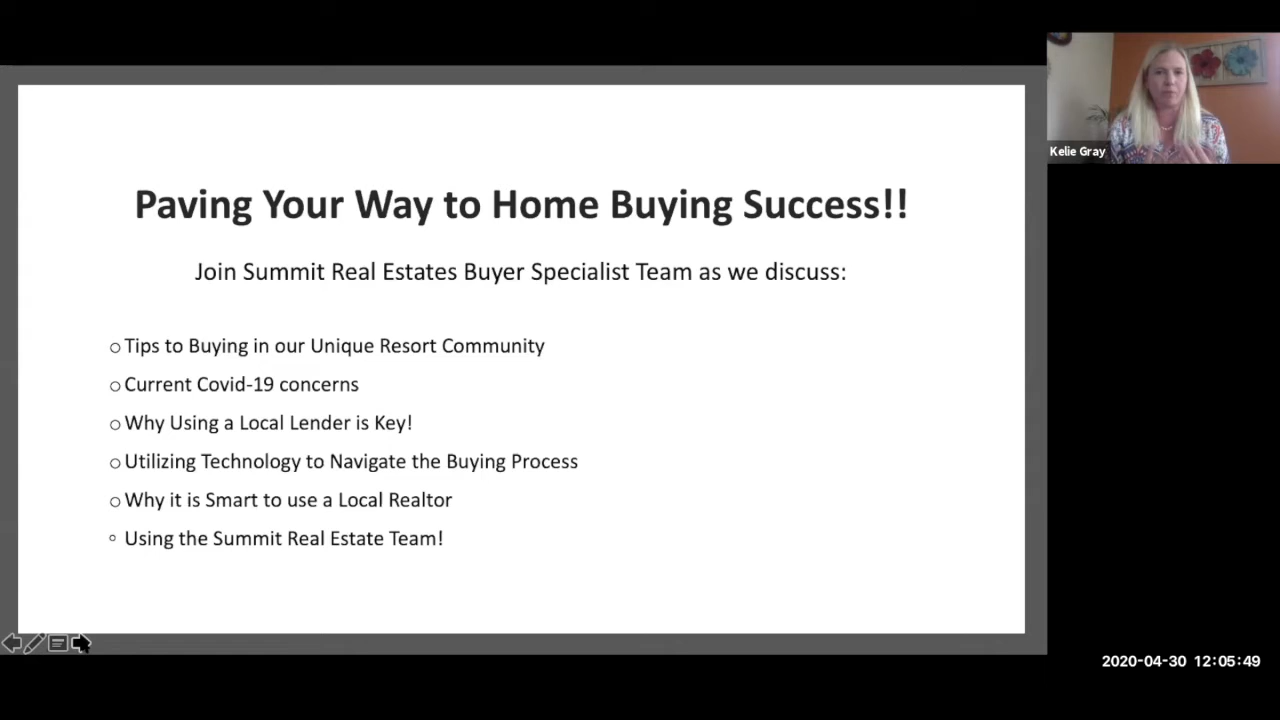 Paving Your Way to Home Buying Success!!
Join Summit Real Estates Buyer Specialist Team as we discuss:
Tips to Buying in our Unique Resort Community
Current Covid-19 concerns
Why Using a Local Lender is Key!
Utilizing Technology to Navigate the Buying Process
Why it is Smart to use a Local Realtor
Using the Summit Real Estate Team!
Kelie Gray
2020-04-30 12:05:49